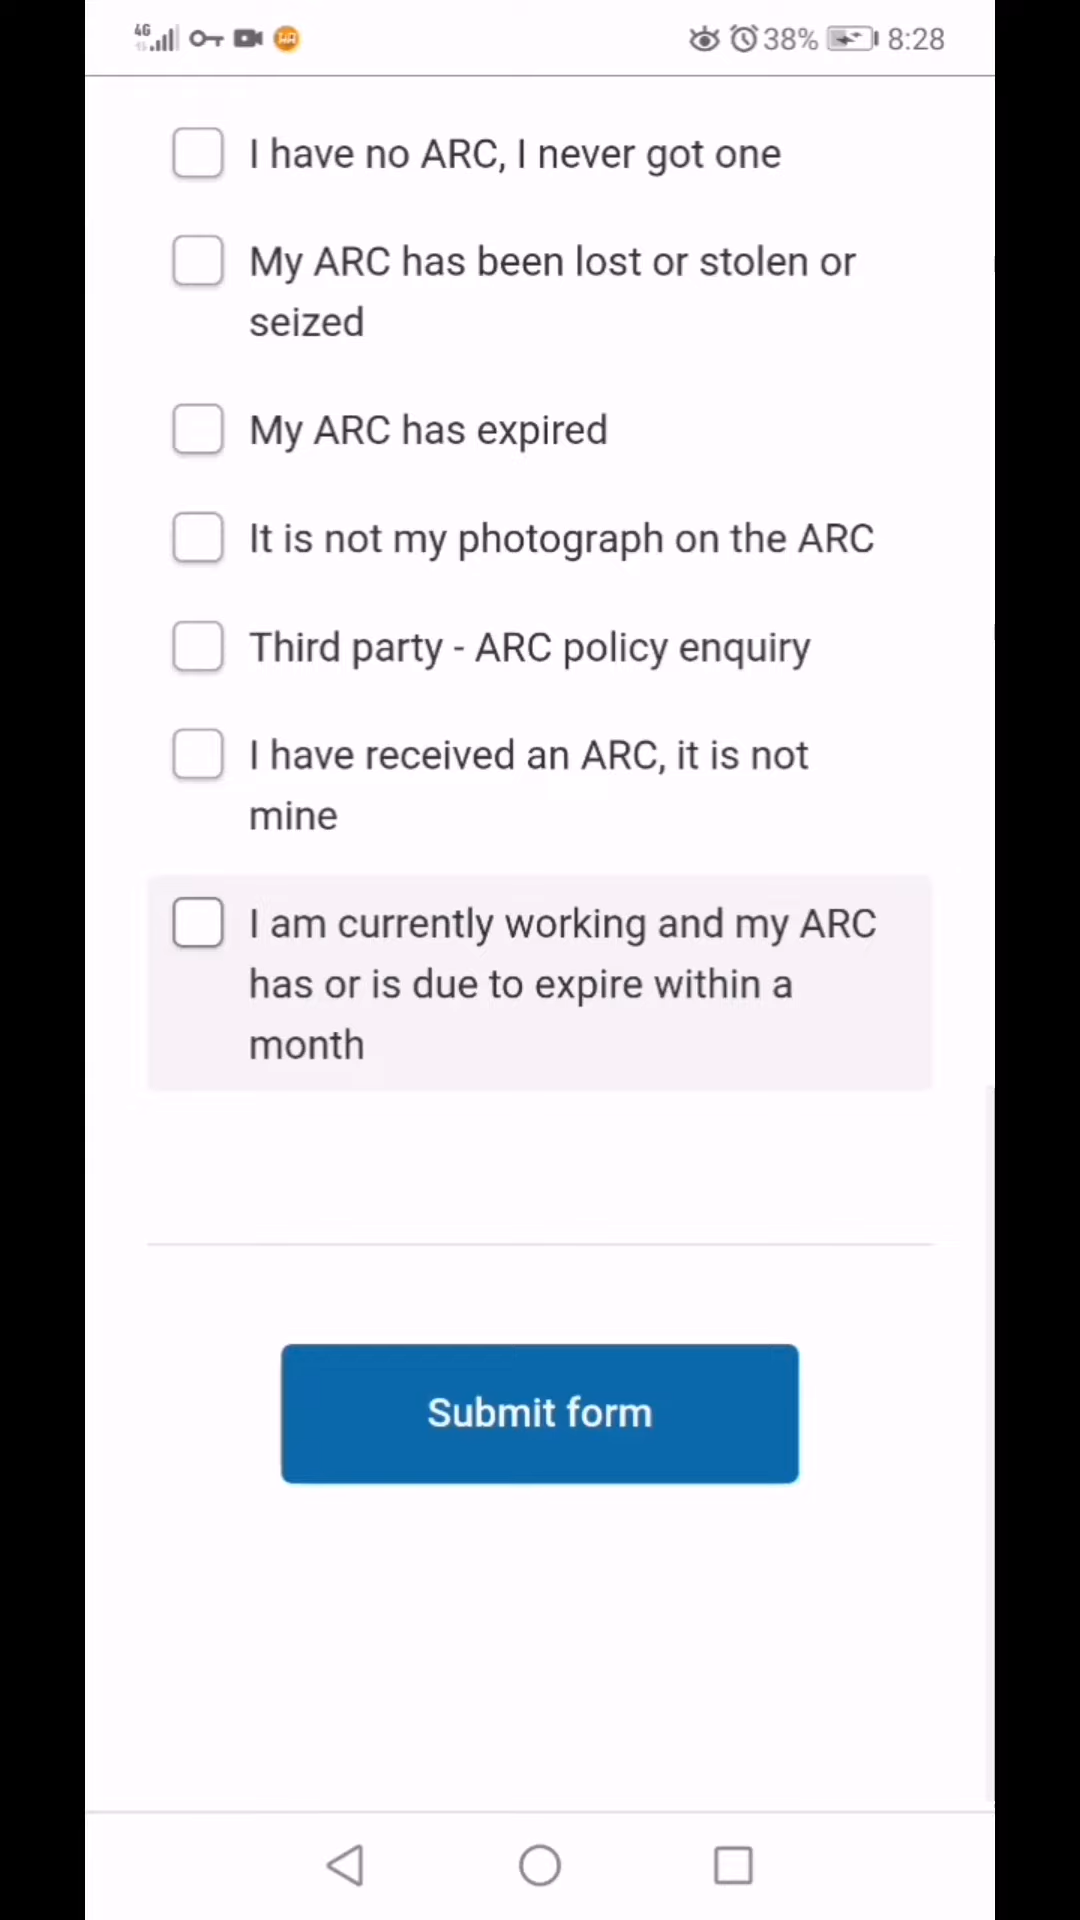 4G 38% 8:28
I have no ARC, I never got one
My ARC has been lost or stolen or
seized
My ARC has expired
It is not my photograph on the ARC
Third party - ARC policy enquiry
I have received an ARC, it is not
mine
I am currently working and my ARC
has or is due to expire within a
month
Submit form